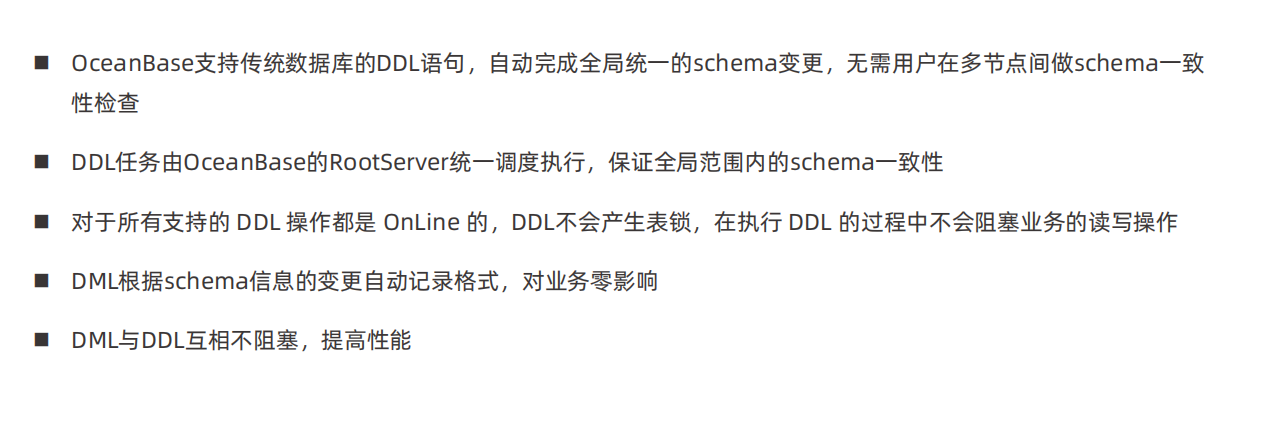 ■ OceanBase支持传统数据库的DDL语句，自动完成全局统一的schema变更，无需用户在多节点间做schema一致
性检查
■ DDL任务由OceanBase的RootServer统一调度执行，保证全局范围内的schema一致性
■ 对于所有支持的 DDL 操作都是 OnLine 的，DDL不会产生表锁，在执行 DDL 的过程中不会阻塞业务的读写操作
■ DML根据schema信息的变更自动记录格式，对业务零影响
■ DML与DDL互相不阻塞，提高性能